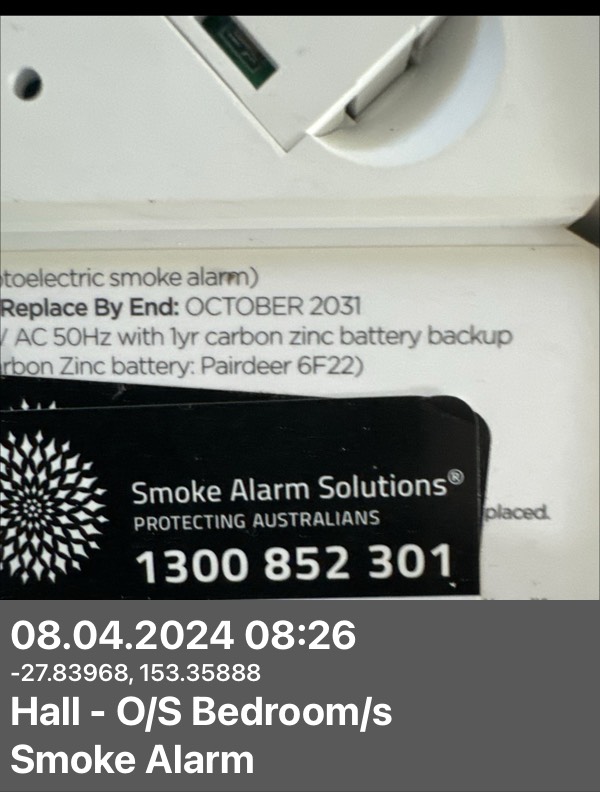 toelectric smoke alarm)
Replace By End: OCTOBER 2031
/ AC 50Hz with 1yr carbon zinc battery backup
rbon Zinc battery: Pairdeer 6F22)
Smoke Alarm Solutions®
PROTECTING AUSTRALIANS
placed.
1300 852 301
08.04.2024 08:26
-27.83968, 153.35888
Hall - O/S Bedroom/s
Smoke Alarm